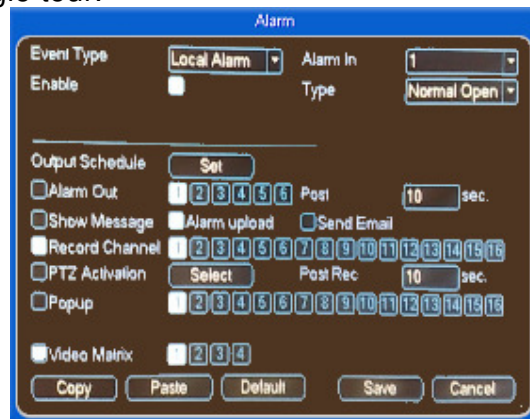 gle tour.
Alarm
Event Type Local Alarm Alarm In 1
Enable Type Normal Open
Output Schedule Set
Alarm Out 1 2 3 4 5 6 Post 10 sec.
Show Message Alarm upload Send Email
Record Channel 1 2 3 4 5 6 7 8 9 10 11 12 13 14 15 16
PTZ Activation Select Post Rec 10 sec.
Popup 1 2 3 4 5 6 7 8 9 10 11 12 13 14 15 16
Video Matrix 1 2 3 4
Copy Paste Default Save Cancel